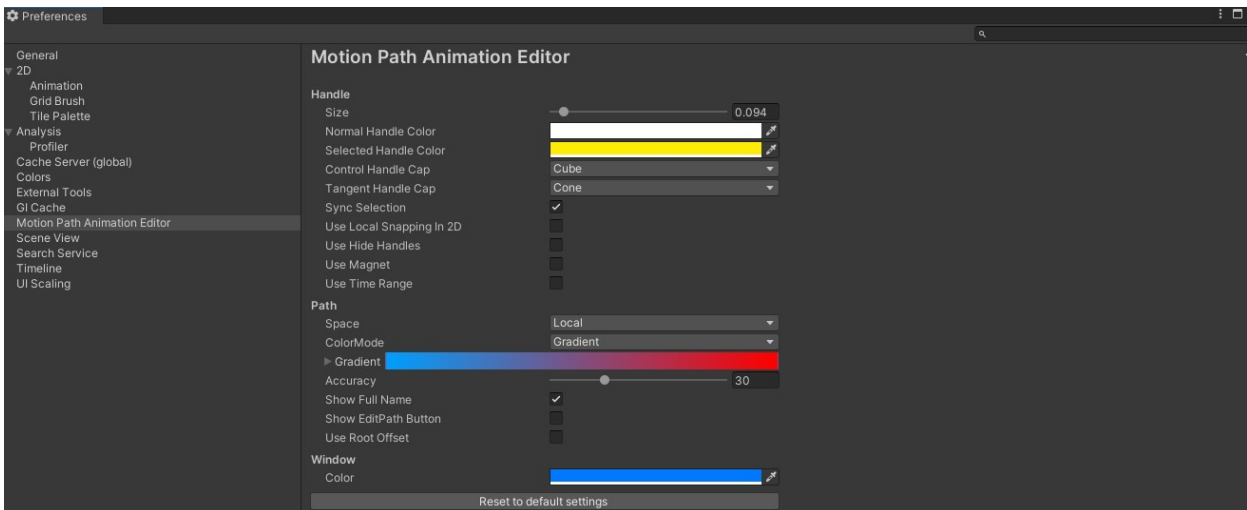 Preferences
General
2D
Animation
Grid Brush
Tile Palette
Analysis
Profiler
Cache Server (global)
Colors
External Tools
GI Cache
Motion Path Animation Editor
Scene View
Search Service
Timeline
UI Scaling
Motion Path Animation Editor
Handle
Size 0.094
Normal Handle Color
Selected Handle Color
Control Handle Cap Cube
Tangent Handle Cap Cone
Sync Selection
Use Local Snapping In 2D
Use Hide Handles
Use Magnet
Use Time Range
Path
Space Local
ColorMode Gradient
Gradient
Accuracy 30
Show Full Name
Show EditPath Button
Use Root Offset
Window
Color
Reset to default settings